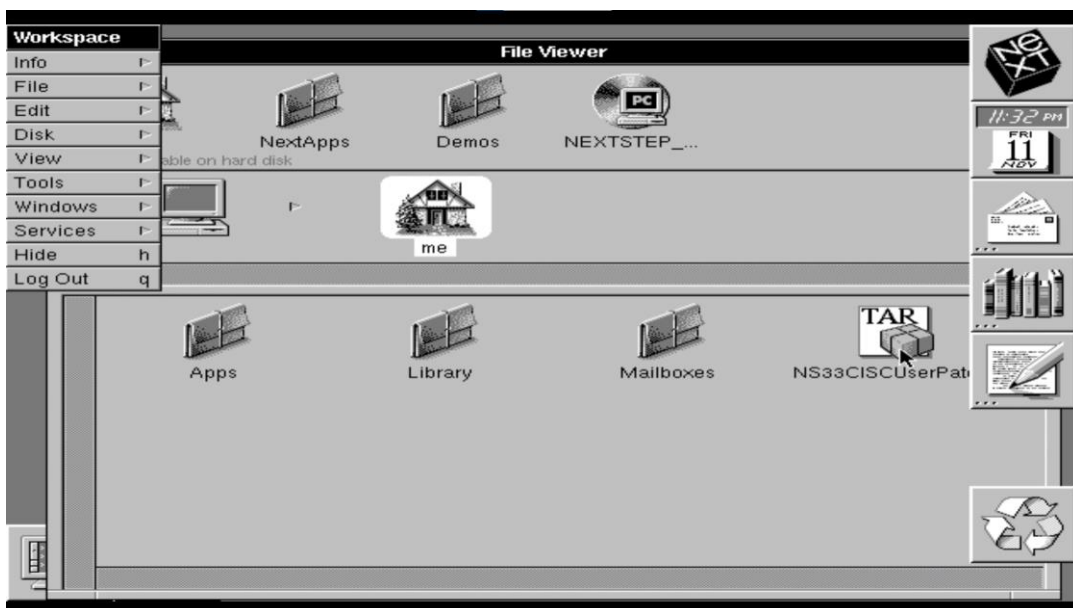 Workspace
Info
File
Edit
Disk
View
Tools
Windows
Services
Hide h
Log Out q
File Viewer
NextApps
Demos
NEXTSTEP_...
able on hard disk
me
Apps
Library
Mailboxes
TAR
NS33CISCUserPat
NeXT
11:32 PM
FRI
11
NOV
PC